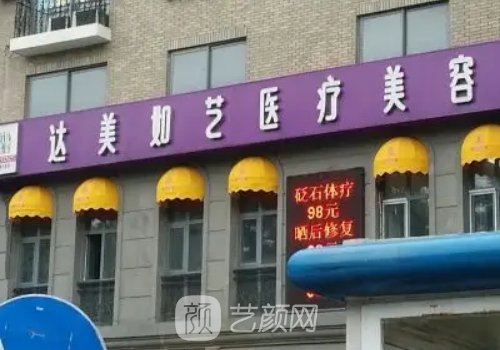 达美如艺医疗美容
砭石体疗
98元
晒后修复
颜 艺颜网